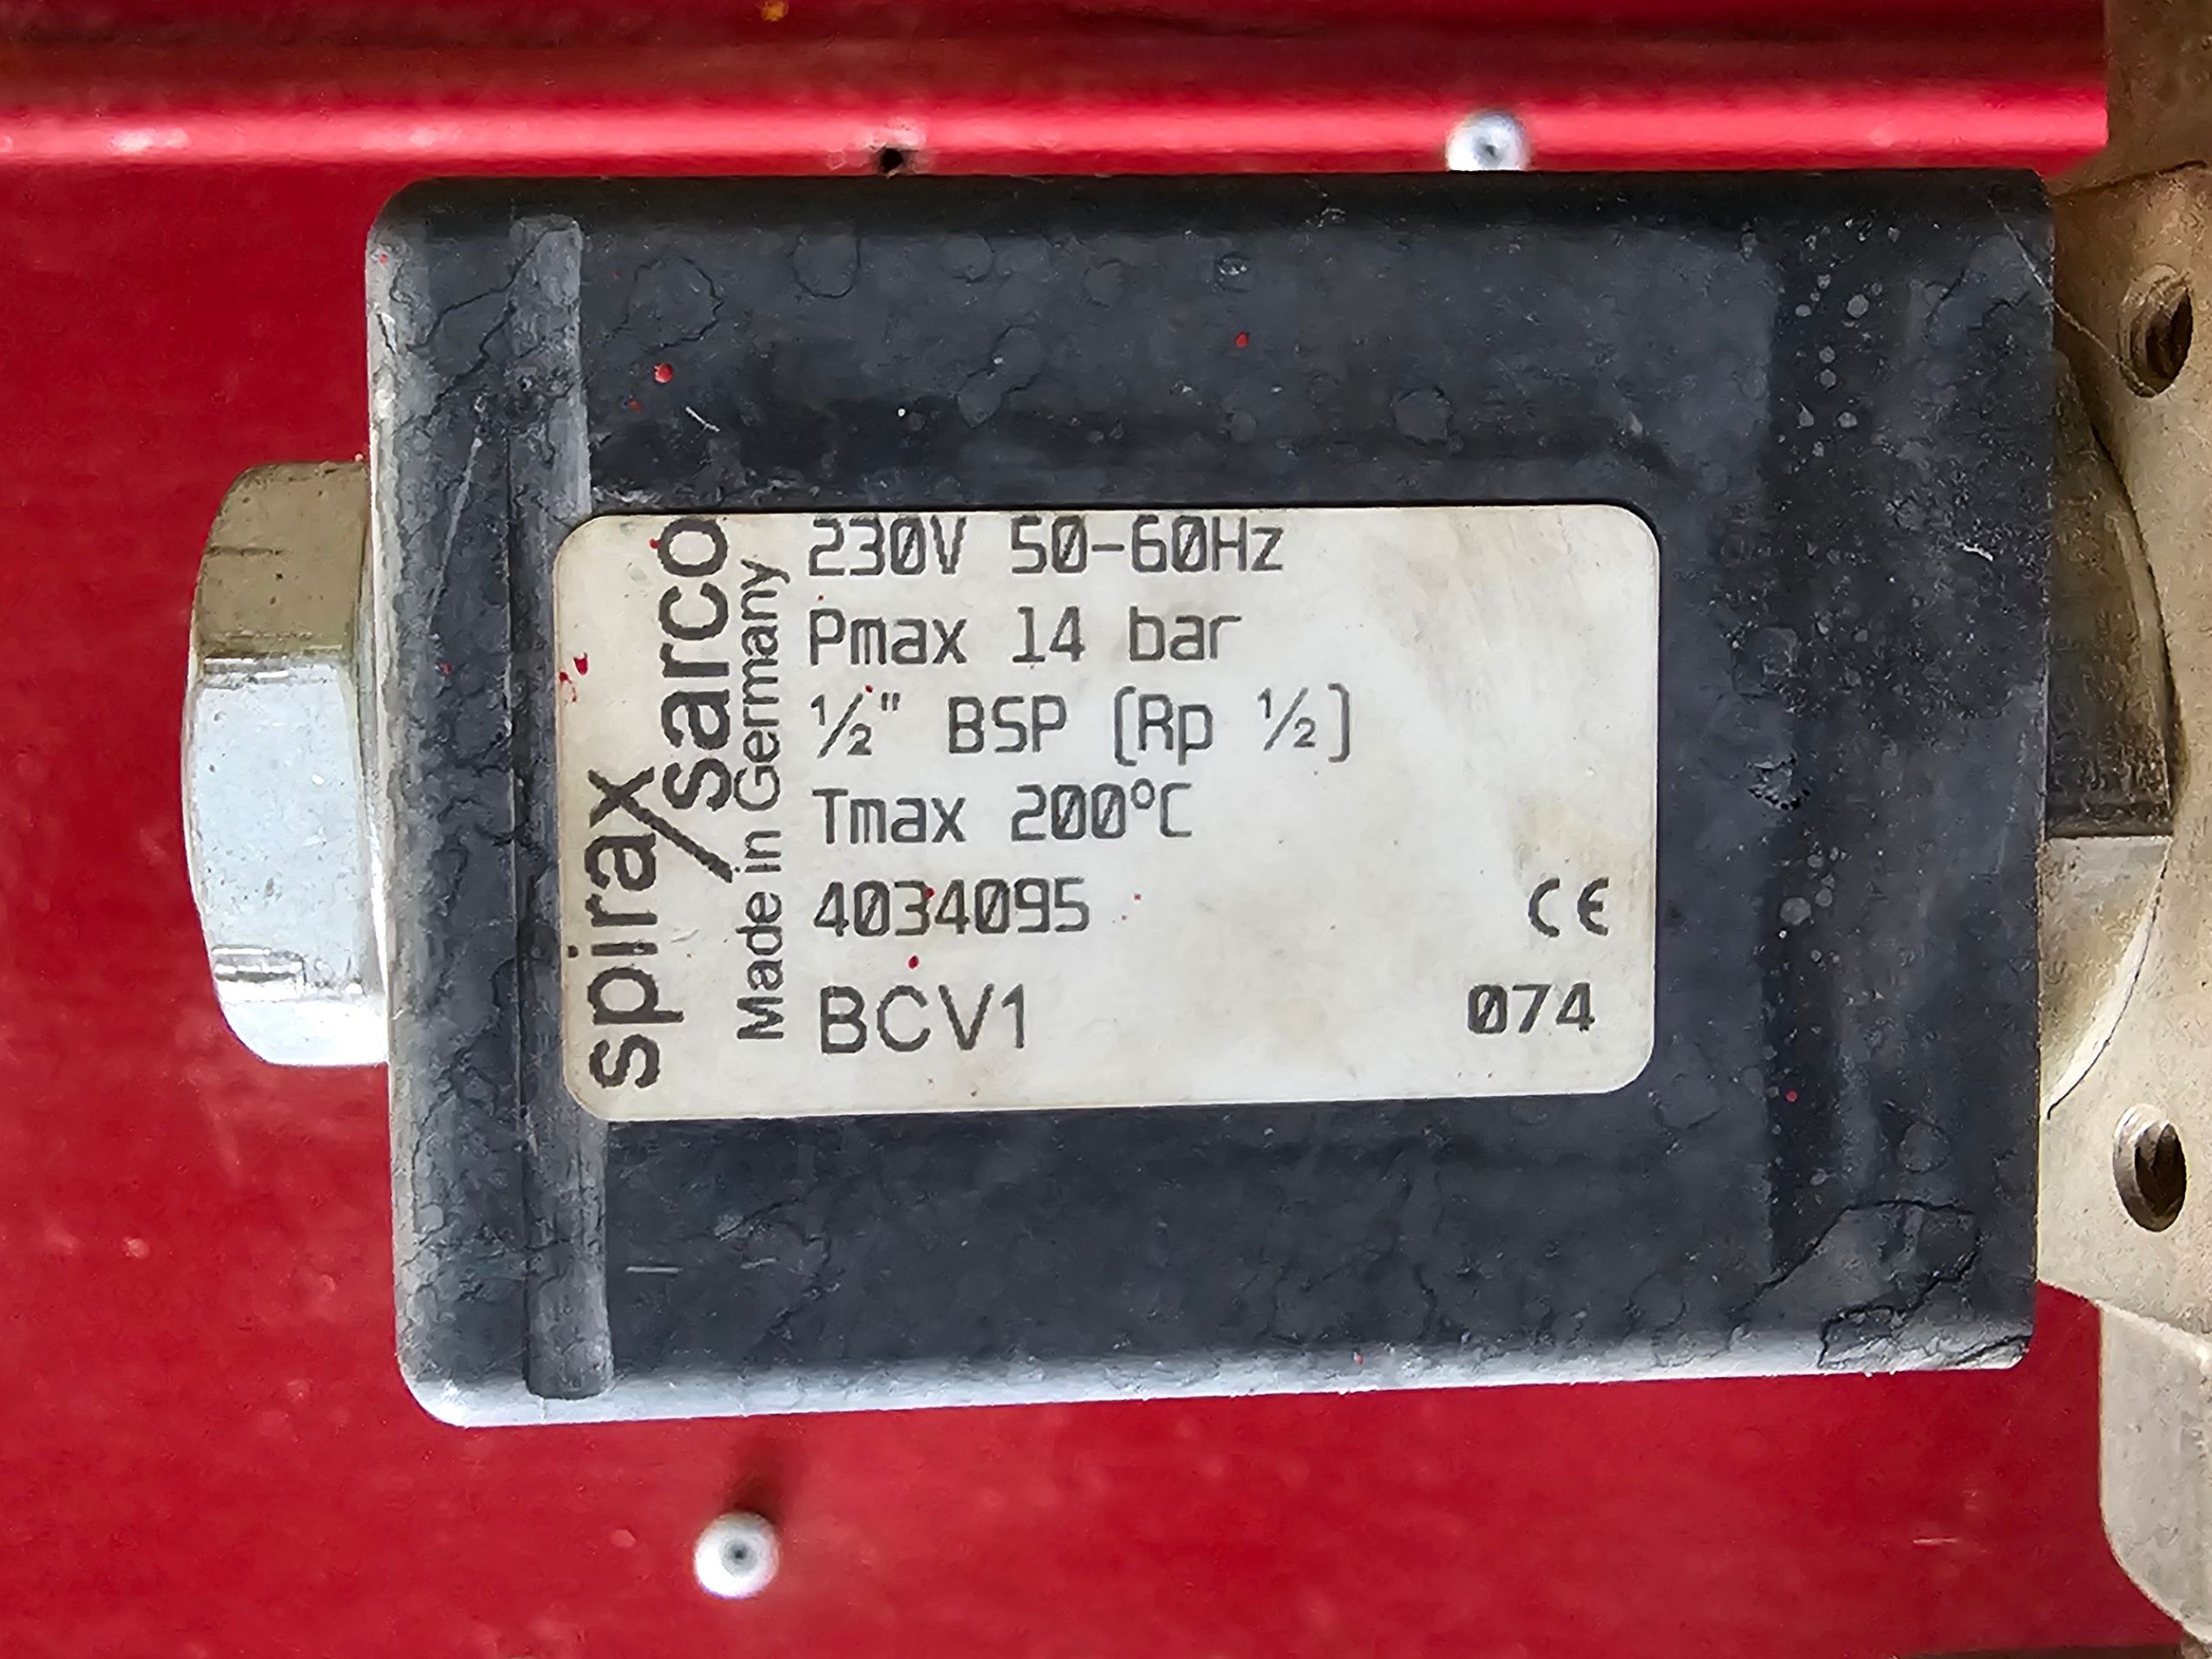 spirax
sarco
Made in Germany
230V 50-60Hz
Pmax 14 bar
½" BSP (Rp ½)
Tmax 200°C
4034095
CE
BCV1
074